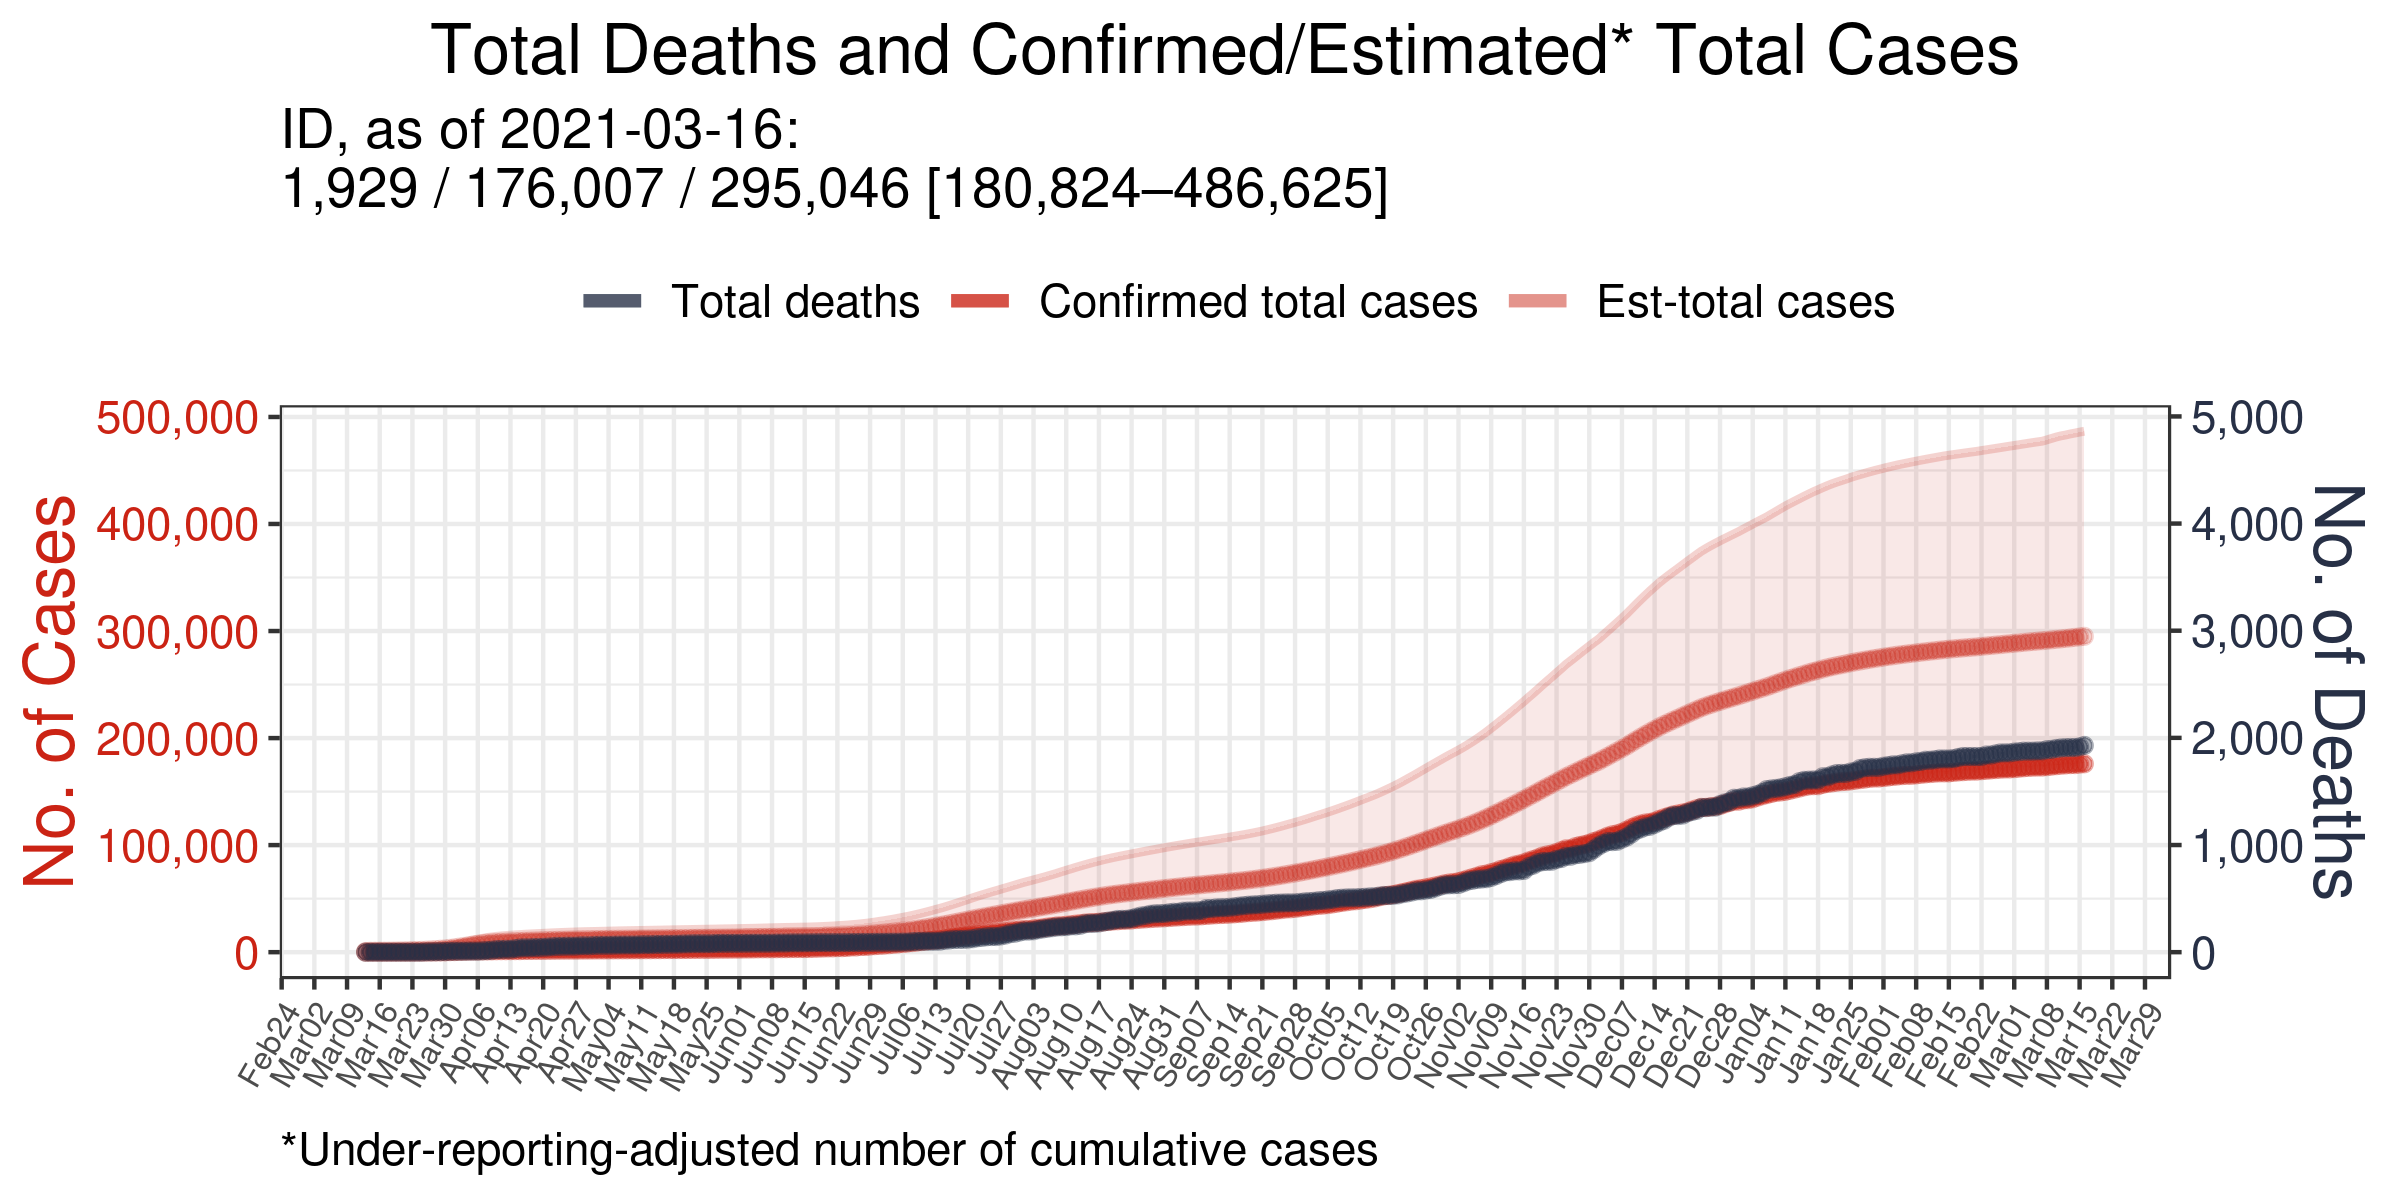 Total Deaths and Confirmed/Estimated* Total Cases
ID, as of 2021-03-16:
1,929 / 176,007 / 295,046 [180,824–486,625]
Total deaths
Confirmed total cases
Est-total cases
No. of Cases
500,000
400,000
300,000
200,000
100,000
0
5,000
4,000
3,000
2,000
1,000
0
No. of Deaths
Feb24
Mar02
Mar09
Mar16
Mar23
Mar30
Apr06
Apr13
Apr20
Apr27
May04
May11
May18
May25
Jun01
Jun08
Jun15
Jun22
Jun29
Jul06
Jul13
Jul20
Jul27
Aug03
Aug10
Aug17
Aug24
Aug31
Sep07
Sep14
Sep21
Sep28
Oct05
Oct12
Oct19
Oct26
Nov02
Nov09
Nov16
Nov23
Nov30
Dec07
Dec14
Dec21
Dec28
Jan04
Jan11
Jan18
Jan25
Feb01
Feb08
Feb15
Feb22
Mar01
Mar08
Mar15
Mar22
Mar29
*Under-reporting-adjusted number of cumulative cases